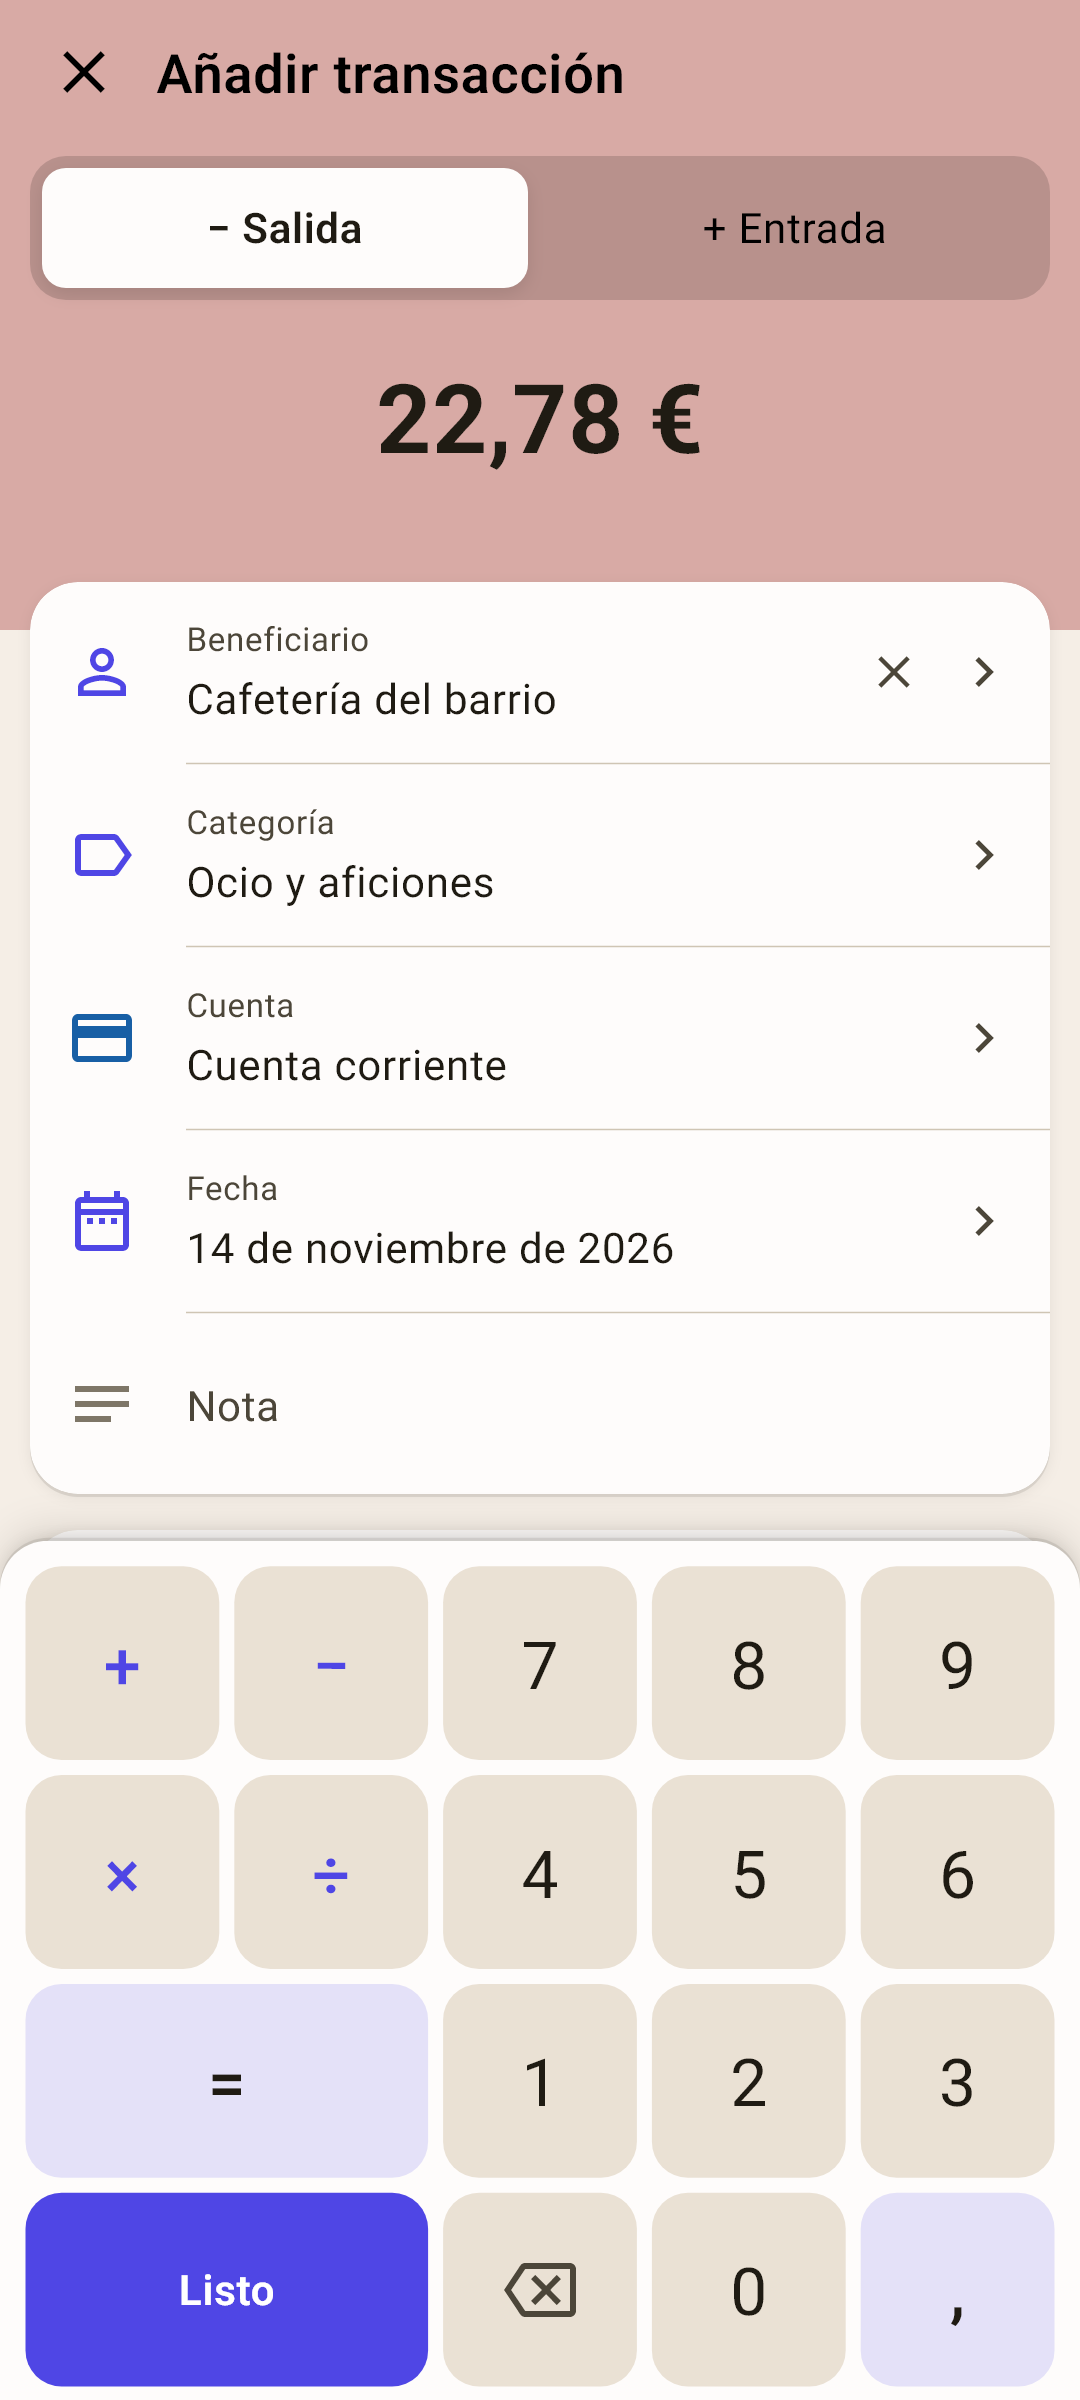 Añadir transacción
− Salida
+ Entrada
22,78 €
Beneficiario
Cafetería del barrio
Categoría
Ocio y aficiones
Cuenta
Cuenta corriente
Fecha
14 de noviembre de 2026
Nota
+ − 7 8 9
× ÷ 4 5 6
= 1 2 3
Listo 0 ,